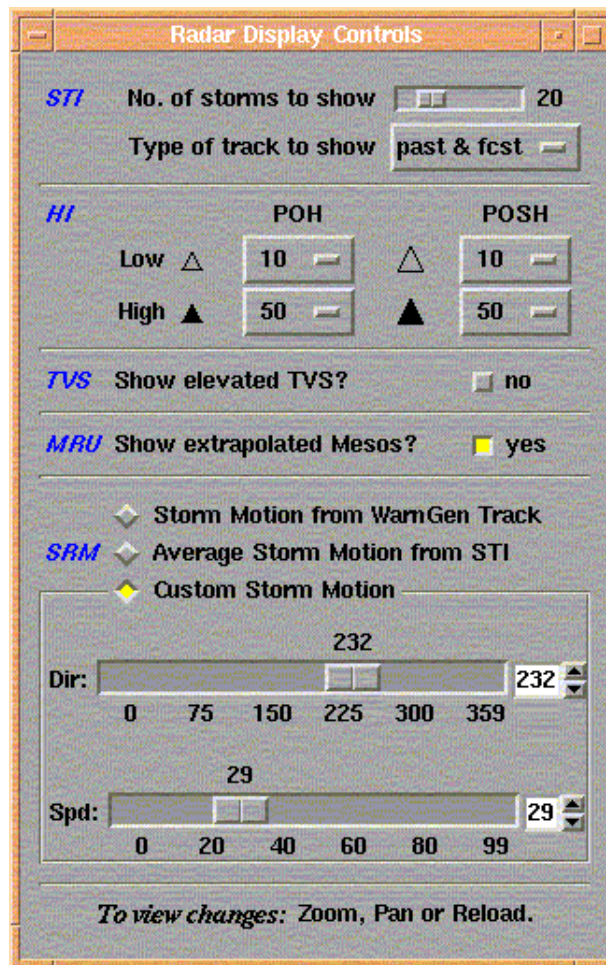 Radar Display Controls
STI No. of storms to show 20
Type of track to show past & fcst
HI POH POSH
Low 10 10
High 50 50
TVS Show elevated TVS? no
MRU Show extrapolated Mesos? yes
Storm Motion from WarnGen Track
SRM Average Storm Motion from STI
Custom Storm Motion
232
Dir: 232
0 75 150 225 300 359
29
Spd: 29
0 20 40 60 80 99
To view changes: Zoom, Pan or Reload.